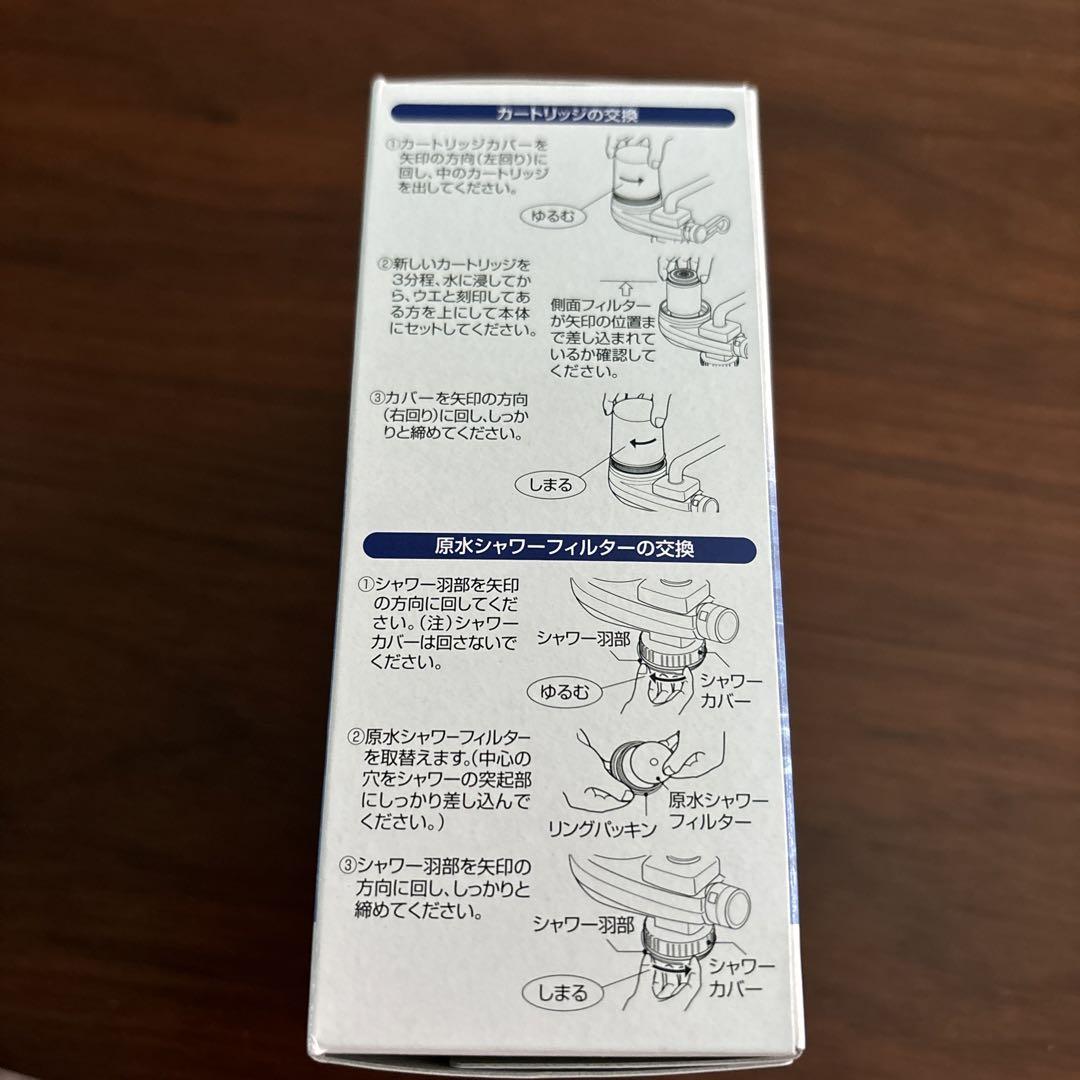 カートリッジの交換
①カートリッジカバーを
矢印の方向(左回り)に
回し、中のカートリッジ
を出してください。
ゆるむ
②新しいカートリッジを
3分程、水に浸してか
ら、ウエと刻印してあ
る方を上にして本体
にセットしてください。
側面フィルター
が矢印の位置ま
で差し込まれて
いるか確認して
ください。
③カバーを矢印の方向
(右回り)に回し、しっか
りと締めてください。
しまる
原水シャワーフィルターの交換
①シャワー羽部を矢印
の方向に回してくだ
さい。(注)シャワー
カバーは回さないで
ください。
シャワー羽部
ゆるむ
シャワー
カバー
②原水シャワーフィルター
を取替えます。(中心の
穴をシャワーの突起部
にしっかり差し込んで
ください。)
リングパッキン
原水シャワー
フィルター
③シャワー羽部を矢印の
方向に回し、しっかりと
締めてください。
シャワー羽部
しまる
シャワー
カバー